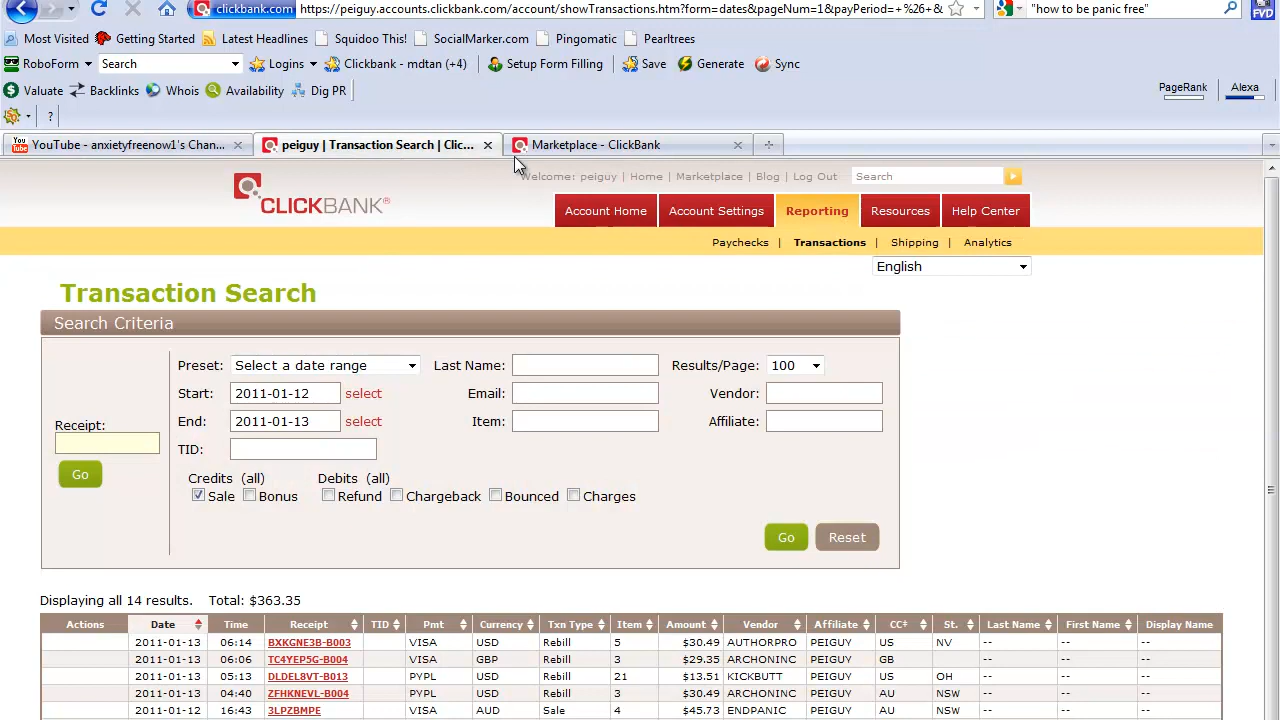 clickbank.com https://peiguy.accounts.clickbank.com/account/showTransactions.htm?form=dates&pageNum=1&payPeriod=+%26+& "how to be panic free" FVD
Most Visited Getting Started Latest Headlines Squidoo This! SocialMarker.com Pingomatic Pearltrees
RoboForm Search Logins Clickbank - mdtan (+4) Setup Form Filling Save Generate Sync
Valuate Backlinks Whois Availability Dig PR PageRank Alexa
?
YouTube - anxietyfreenow1's Chan... peiguy | Transaction Search | Clic... Marketplace - ClickBank
Welcome: peiguy | Home | Marketplace | Blog | Log Out Search
CLICKBANK®
Account Home Account Settings Reporting Resources Help Center
Paychecks | Transactions | Shipping | Analytics
English
Transaction Search
Search Criteria
Preset: Select a date range Last Name: Results/Page: 100
Start: 2011-01-12 select Email: Vendor:
End: 2011-01-13 select Item: Affiliate:
Receipt:
TID:
Go
Credits (all) Debits (all)
Sale Bonus Refund Chargeback Bounced Charges
Go Reset
Displaying all 14 results. Total: $363.35
Actions Date Time Receipt TID Pmt Currency Txn Type Item Amount Vendor Affiliate CC‡ St. Last Name First Name Display Name
2011-01-13 06:14 BXKGNE3B-B003 VISA USD Rebill 5 $30.49 AUTHORPRO PEIGUY US NV -- -- --
2011-01-13 06:06 TC4YEP5G-B004 VISA GBP Rebill 3 $29.35 ARCHONINC PEIGUY GB -- -- --
2011-01-13 05:13 DLDEL8VT-B013 PYPL USD Rebill 21 $13.51 KICKBUTT PEIGUY US OH -- -- --
2011-01-13 04:40 ZFHKNEVL-B004 PYPL USD Rebill 3 $30.49 ARCHONINC PEIGUY AU NSW -- -- --
2011-01-12 16:43 3LPZBMPE VISA AUD Sale 4 $45.73 ENDPANIC PEIGUY AU NSW -- -- --